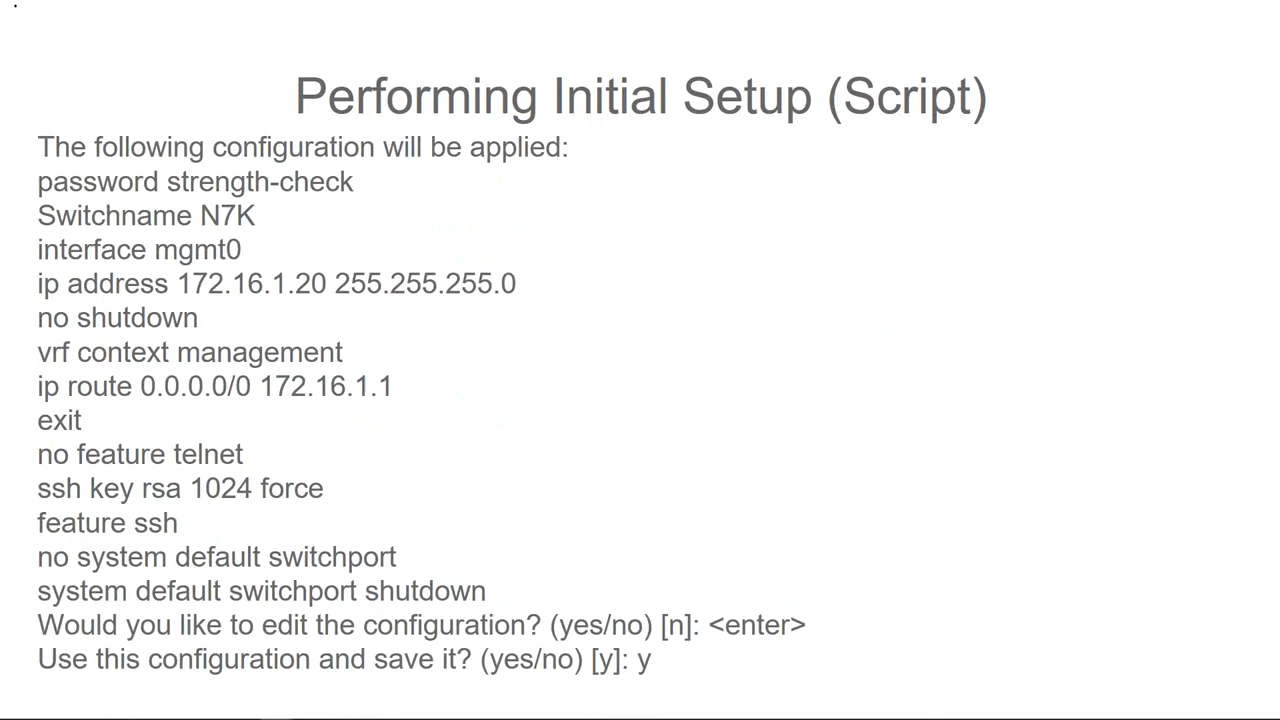 Performing Initial Setup (Script)
The following configuration will be applied:
password strength-check
Switchname N7K
interface mgmt0
ip address 172.16.1.20 255.255.255.0
no shutdown
vrf context management
ip route 0.0.0.0/0 172.16.1.1
exit
no feature telnet
ssh key rsa 1024 force
feature ssh
no system default switchport
system default switchport shutdown
Would you like to edit the configuration? (yes/no) [n]: <enter>
Use this configuration and save it? (yes/no) [y]: y